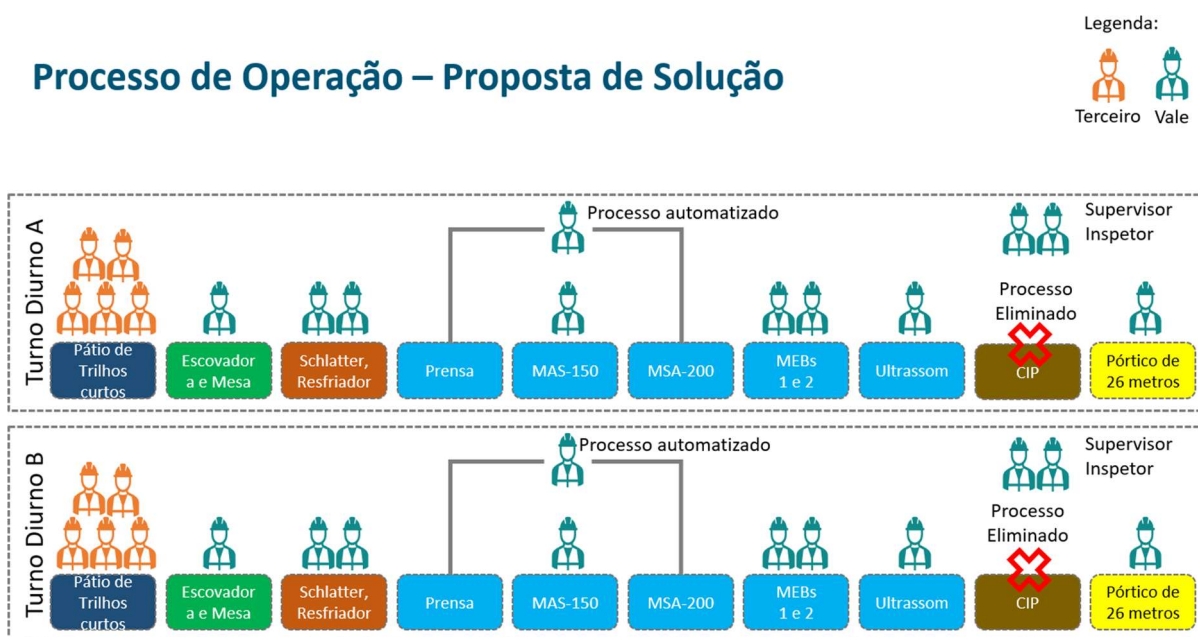 Legenda:
Processo de Operação – Proposta de Solução
Terceiro Vale
Turno Diurno A
Processo automatizado
Supervisor
Inspetor
Processo
Eliminado
Pátio de
Trilhos
curtos
Escovador
a e Mesa
Schlatter,
Resfriador
Prensa
MAS-150
MSA-200
MEBs
1 e 2
Ultrassom
CIP
Pórtico de
26 metros
Turno Diurno B
Processo automatizado
Supervisor
Inspetor
Processo
Eliminado
Pátio de
Trilhos
curtos
Escovador
a e Mesa
Schlatter,
Resfriador
Prensa
MAS-150
MSA-200
MEBs
1 e 2
Ultrassom
CIP
Pórtico de
26 metros